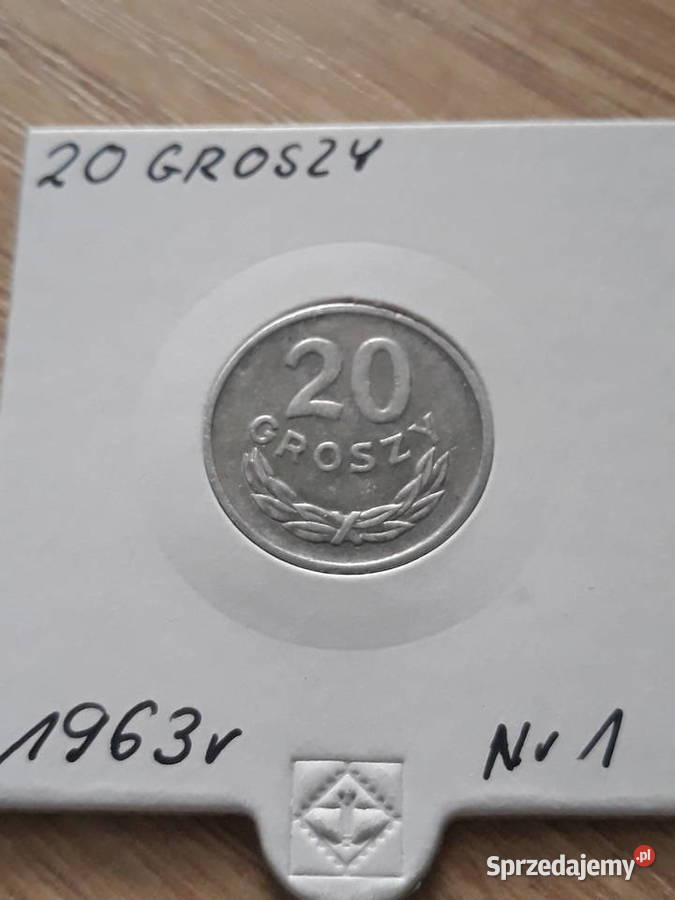 20 GROSZY
20
GROSZY
1963r
Nr 1
Sprzedajemy.pl